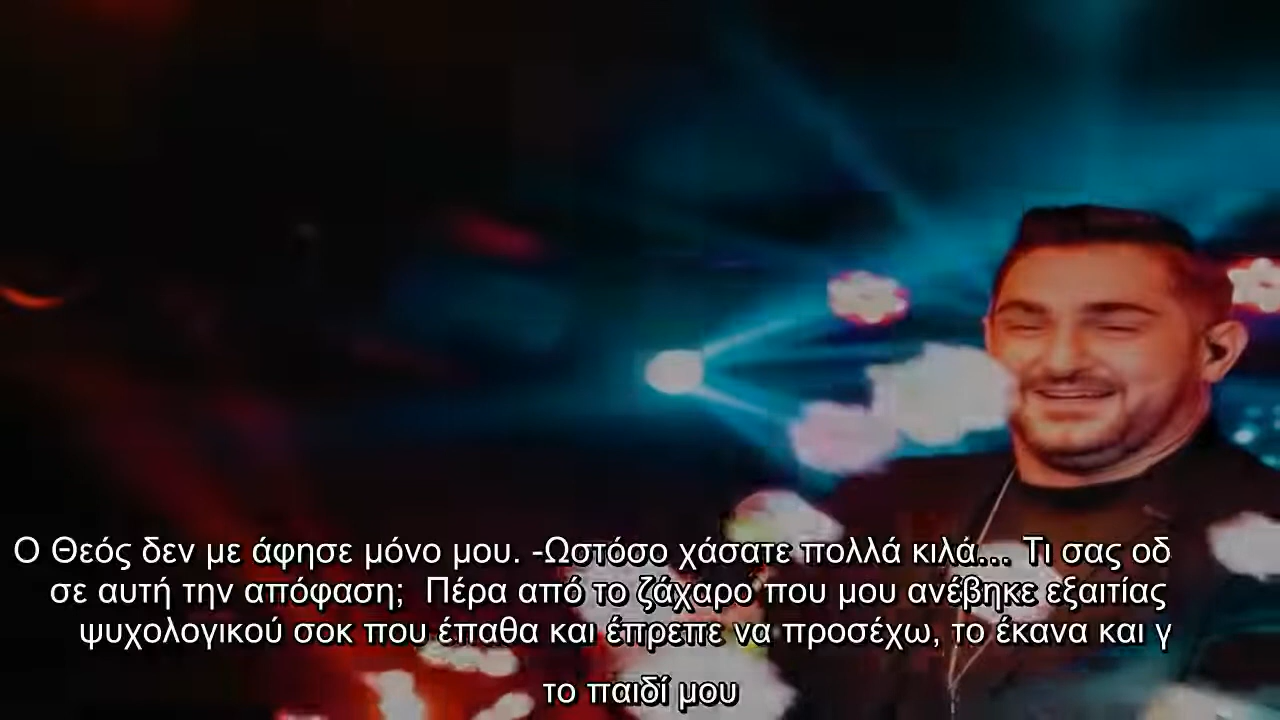 Ο Θεός δεν με άφησε μόνο μου. -Ωστόσο χάσατε πολλά κιλά... Τι σας οδ
σε αυτή την απόφαση; Πέρα από το ζάχαρο που μου ανέβηκε εξαιτίας
ψυχολογικού σοκ που έπαθα και έπρεπε να προσέχω, το έκανα και γ
το παιδί μου